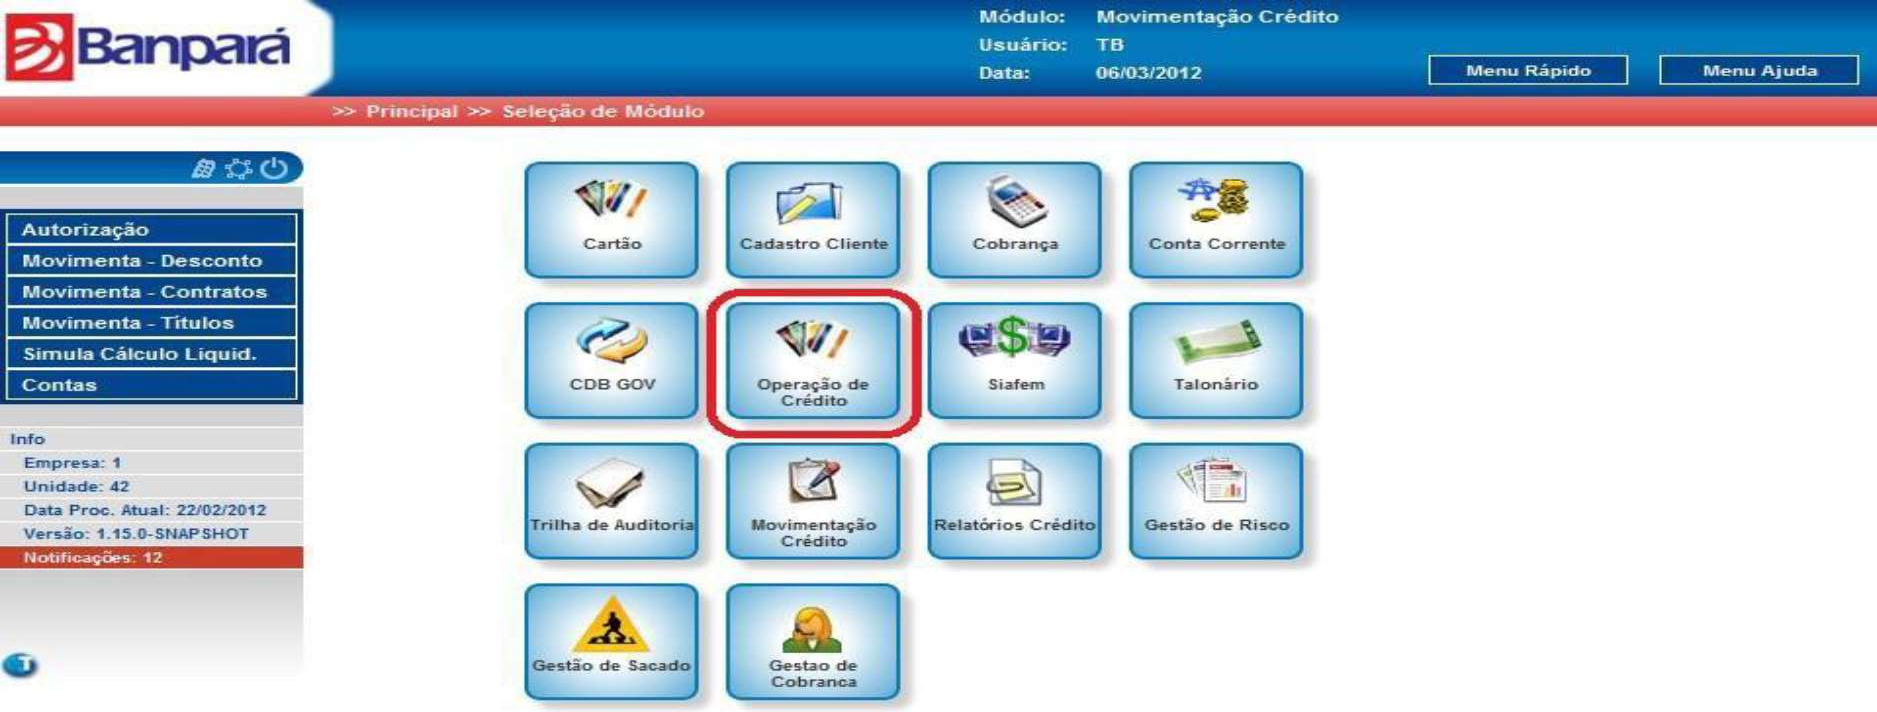 Banpará
Módulo: Movimentação Crédito
Usuário: TB
Data: 06/03/2012
Menu Rápido
Menu Ajuda
>> Principal >> Seleção de Módulo
Autorização
Movimenta - Desconto
Movimenta - Contratos
Movimenta - Títulos
Simula Cálculo Liquid.
Contas
Info
Empresa: 1
Unidade: 42
Data Proc. Atual: 22/02/2012
Versão: 1.15.0-SNAPSHOT
Notificações: 12
T
Cartão
Cadastro Cliente
Cobrança
Conta Corrente
CDB GOV
Operação de
Crédito
Siafem
Talonário
Trilha de Auditoria
Movimentação
Crédito
Relatórios Crédito
Gestão de Risco
Gestão de Sacado
Gestao de
Cobranca